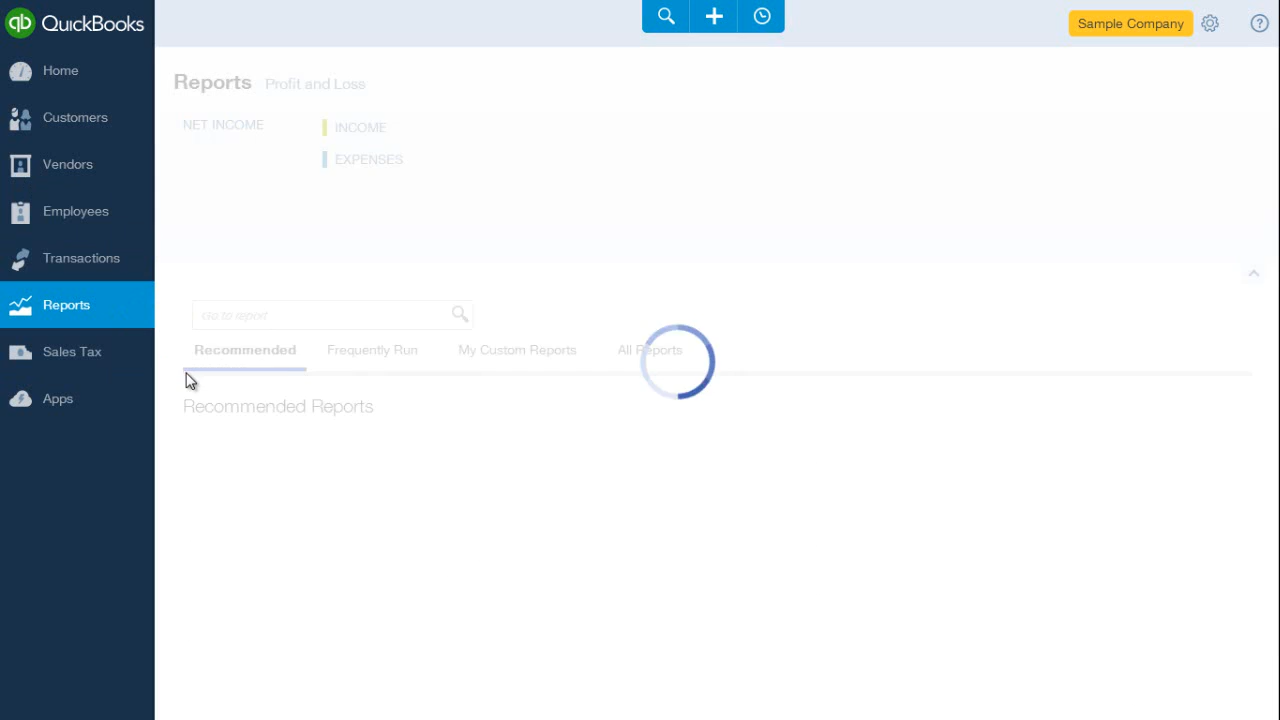 qb QuickBooks
Sample Company
?
Home
Customers
Vendors
Employees
Transactions
Reports
Sales Tax
Apps
Reports Profit and Loss
NET INCOME
INCOME
EXPENSES
Go to report
Recommended Frequently Run My Custom Reports All Reports
Recommended Reports